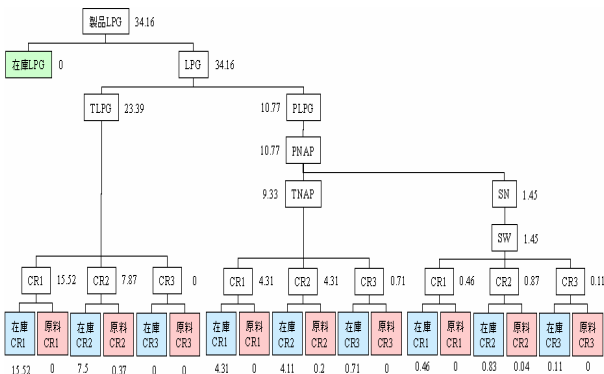 製品LPG 34.16
在庫LPG 0 LPG 34.16
TLPG 23.39 10.77 PLPG
10.77 PNAP
9.33 TNAP SN 1.45
SW 1.45
CR1 15.52 CR2 7.87 CR3 0 CR1 4.31 CR2 4.31 CR3 0.71 CR1 0.46 CR2 0.87 CR3 0.11
在庫 原料 在庫 原料 在庫 原料 在庫 原料 在庫 原料 在庫 原料 在庫 原料 在庫 原料 在庫 原料
CR1 CR1 CR2 CR2 CR3 CR3 CR1 CR1 CR2 CR2 CR3 CR3 CR1 CR1 CR2 CR2 CR3 CR3
15.52 0 7.5 0.37 0 0 4.31 0 4.11 0.2 0.71 0 0.46 0 0.83 0.04 0.11 0